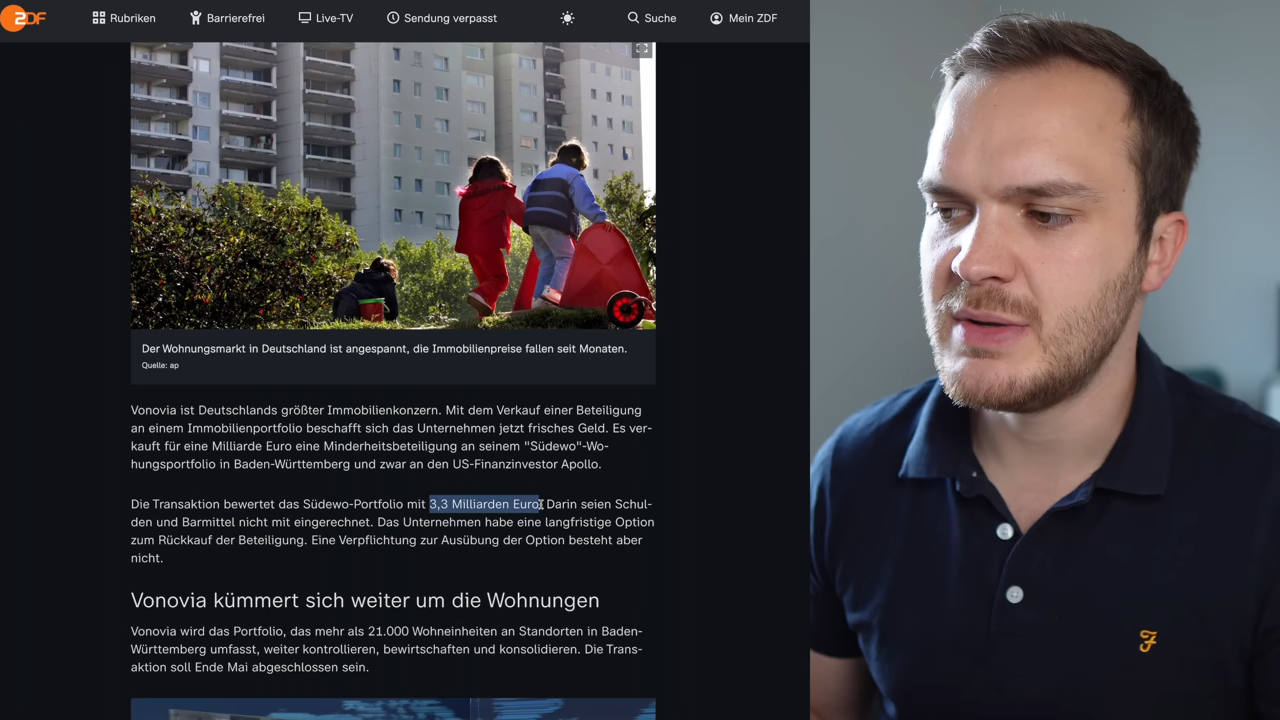 ZDF
Rubriken
Barrierefrei
Live-TV
Sendung verpasst
Suche
Mein ZDF
Der Wohnungsmarkt in Deutschland ist angespannt, die Immobilienpreise fallen seit Monaten.
Quelle: ap
Vonovia ist Deutschlands größter Immobilienkonzern. Mit dem Verkauf einer Beteiligung
an einem Immobilienportfolio beschafft sich das Unternehmen jetzt frisches Geld. Es ver-
kauft für eine Milliarde Euro eine Minderheitsbeteiligung an seinem "Südewo"-Wo-
hungsportfolio in Baden-Württemberg und zwar an den US-Finanzinvestor Apollo.
Die Transaktion bewertet das Südewo-Portfolio mit 3,3 Milliarden Euro. Darin seien Schul-
den und Barmittel nicht mit eingerechnet. Das Unternehmen habe eine langfristige Option
zum Rückkauf der Beteiligung. Eine Verpflichtung zur Ausübung der Option besteht aber
nicht.
Vonovia kümmert sich weiter um die Wohnungen
Vonovia wird das Portfolio, das mehr als 21.000 Wohneinheiten an Standorten in Baden-
Württemberg umfasst, weiter kontrollieren, bewirtschaften und konsolidieren. Die Trans-
aktion soll Ende Mai abgeschlossen sein.